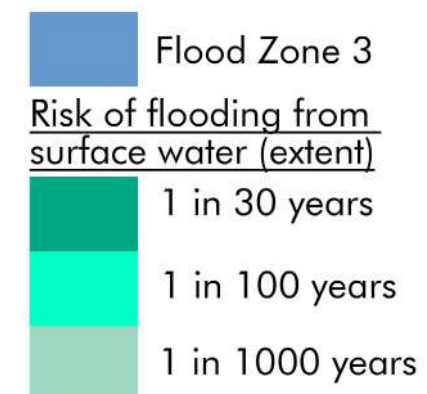 Flood Zone 3
Risk of flooding from
surface water (extent)
1 in 30 years
1 in 100 years
1 in 1000 years